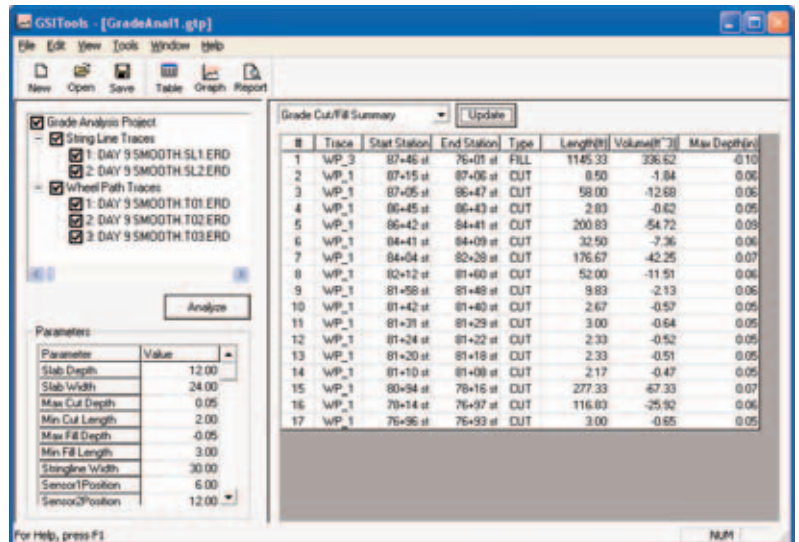 GSITools - [GradeAnal1.gtp]
File Edit View Tools Window Help
New Open Save Table Graph Report
Grade Analysis Project
String Line Traces
1: DAY 9 SMOOTH.SL1.ERD
2: DAY 9 SMOOTH.SL2.ERD
Wheel Path Traces
1: DAY 9 SMOOTH.T01.ERD
2: DAY 9 SMOOTH.T02.ERD
3: DAY 9 SMOOTH.T03.ERD
Analyze
Parameters
Parameter Value
Slab Depth 12.00
Slab Width 24.00
Max Cut Depth 0.05
Min Cut Length 2.00
Max Fill Depth -0.05
Min Fill Length 3.00
Stringline Width 30.00
Sensor1Position 6.00
Sensor2Position 12.00
Grade Cut/Fill Summary Update
# Trace Start Station End Station Type Length(ft) Volume(ft^3) Max Depth(in)
1 WP_3 87+46 st 76+01 st FILL 1145.33 336.62 -0.10
2 WP_1 87+15 st 87+06 st CUT 8.50 -1.84 0.06
3 WP_1 87+05 st 86+47 st CUT 58.00 -12.68 0.06
4 WP_1 86+45 st 86+43 st CUT 2.83 -0.62 0.05
5 WP_1 86+42 st 84+41 st CUT 200.83 -54.72 0.09
6 WP_1 84+41 st 84+09 st CUT 32.50 -7.36 0.06
7 WP_1 84+04 st 82+28 st CUT 176.67 -42.25 0.07
8 WP_1 82+12 st 81+60 st CUT 52.00 -11.51 0.06
9 WP_1 81+58 st 81+48 st CUT 9.83 -2.13 0.06
10 WP_1 81+42 st 81+40 st CUT 2.67 -0.57 0.05
11 WP_1 81+31 st 81+29 st CUT 3.00 -0.64 0.05
12 WP_1 81+24 st 81+22 st CUT 2.33 -0.52 0.05
13 WP_1 81+20 st 81+18 st CUT 2.33 -0.51 0.05
14 WP_1 81+10 st 81+08 st CUT 2.17 -0.47 0.05
15 WP_1 80+94 st 78+16 st CUT 277.33 -67.33 0.07
16 WP_1 78+14 st 76+97 st CUT 116.83 -25.92 0.06
17 WP_1 76+96 st 76+93 st CUT 3.00 -0.65 0.05
For Help, press F1
NUM